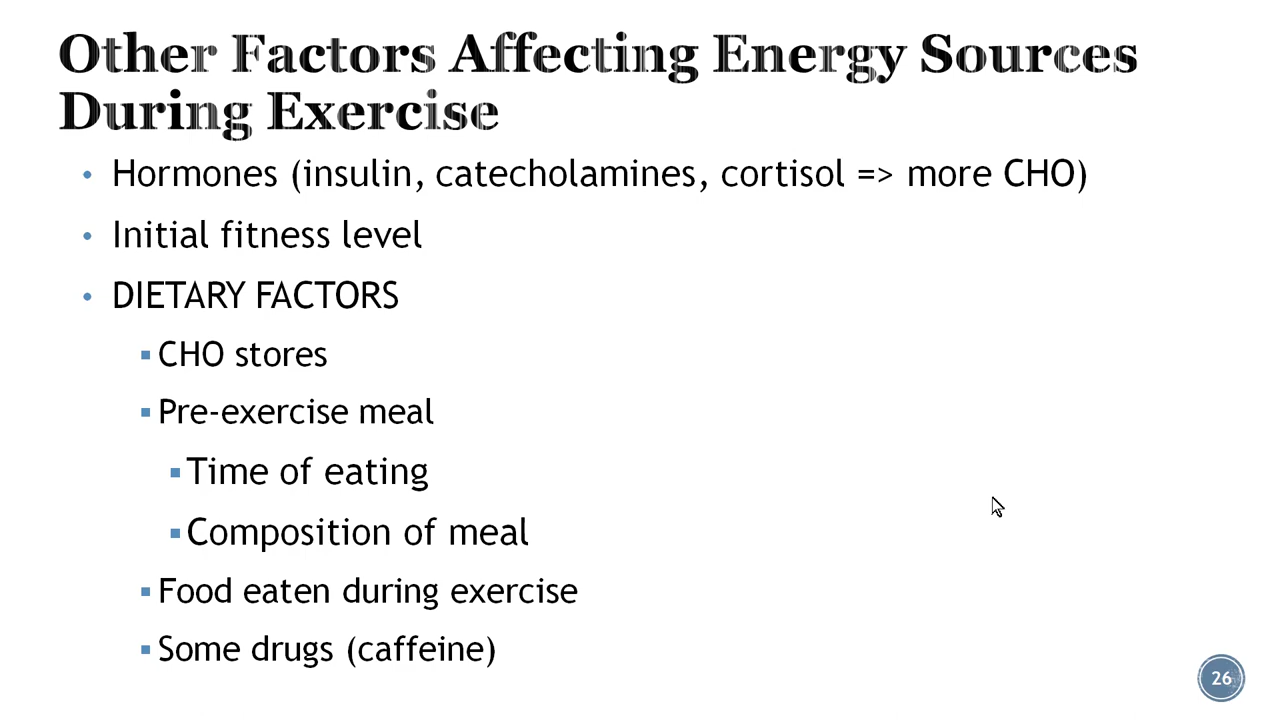 Other Factors Affecting Energy Sources
During Exercise
• Hormones (insulin, catecholamines, cortisol => more CHO)
• Initial fitness level
• DIETARY FACTORS
▪ CHO stores
▪ Pre-exercise meal
▪ Time of eating
▪ Composition of meal
▪ Food eaten during exercise
▪ Some drugs (caffeine)
26